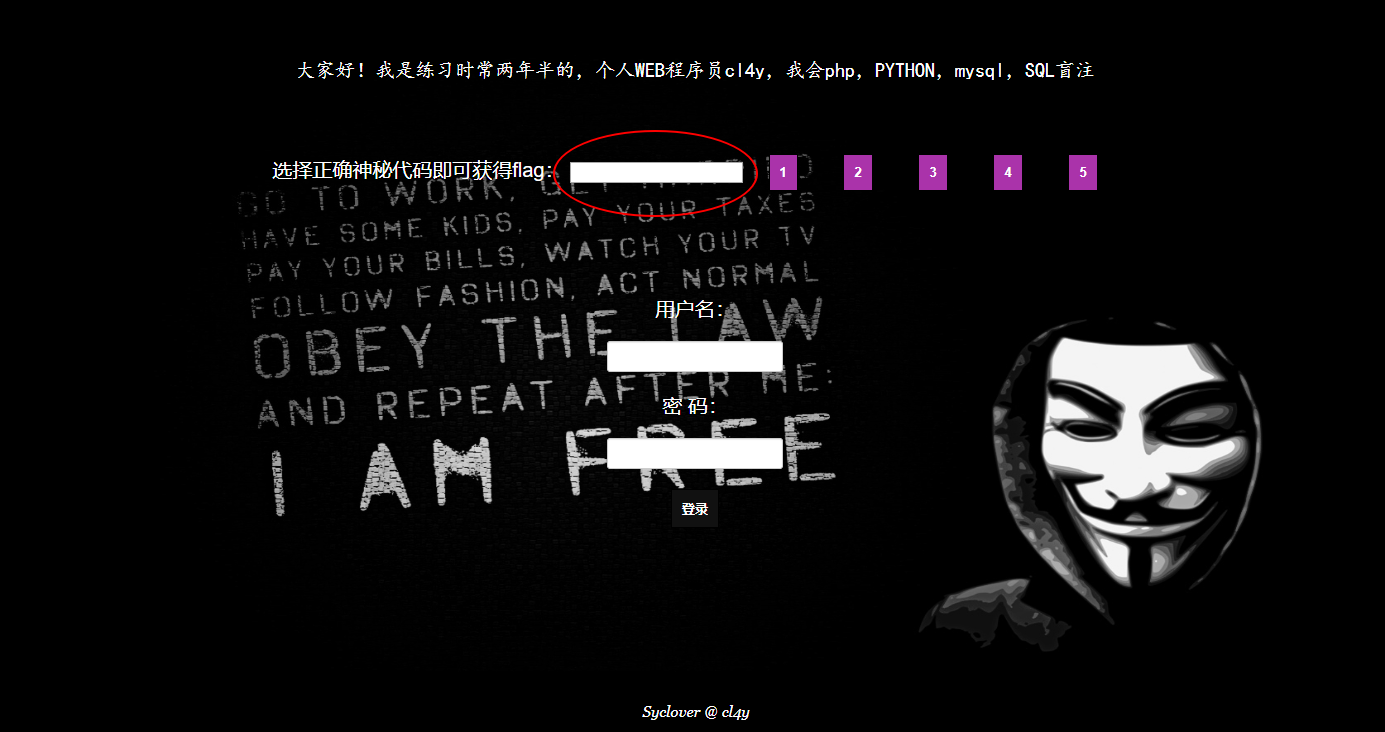 大家好！我是练习时常两年半的，个人WEB程序员cl4y，我会php，PYTHON，mysql，SQL盲注
选择正确神秘代码即可获得flag: 1 2 3 4 5
GO TO WORK,
HAVE SOME KIDS, PAY YOUR TAXES
PAY YOUR BILLS, WATCH YOUR TV
FOLLOW FASHION, ACT NORMAL
用户名:
OBEY THE LAW
密 码:
AND REPEAT AFTER ME:
I AM FREE
登录
Syclover @ cl4y